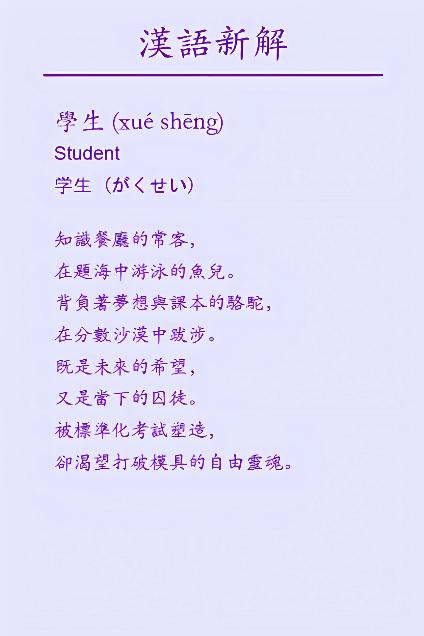 漢語新解
學生 (xué shēng)
Student
学生（がくせい）
知識餐廳的常客，
在題海中游泳的魚兒。
背負著夢想與課本的駱駝，
在分數沙漠中跋涉。
既是未來的希望，
又是當下的囚徒。
被標準化考試塑造，
卻渴望打破模具的自由靈魂。